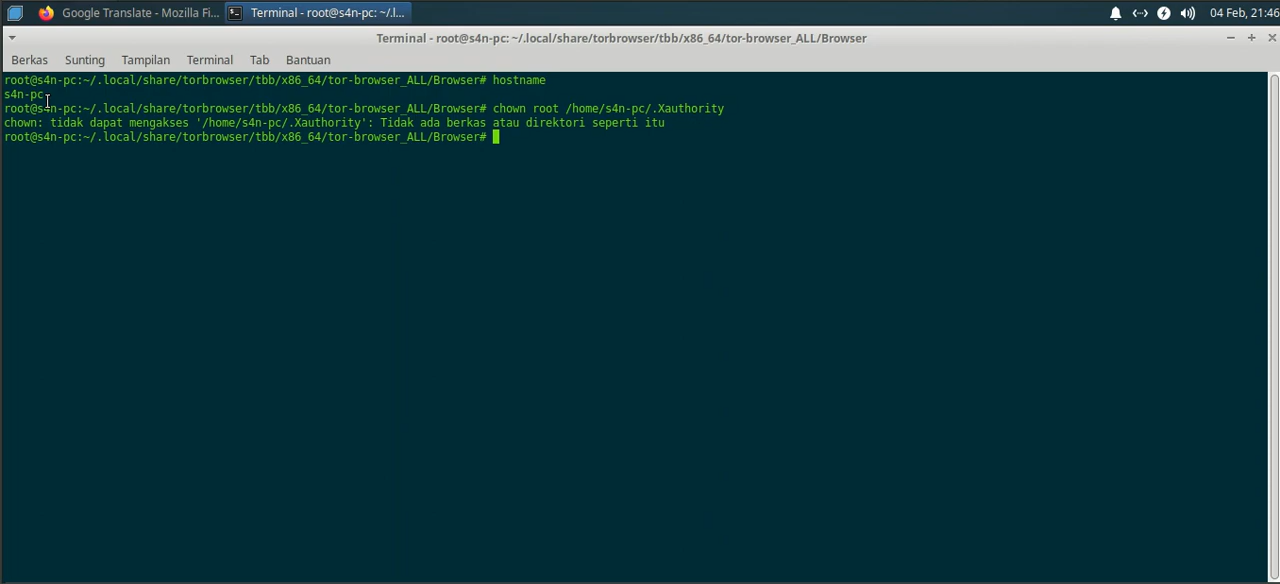 Google Translate - Mozilla Fi...
Terminal - root@s4n-pc: ~/.l...
04 Feb, 21:46
Terminal - root@s4n-pc: ~/.local/share/torbrowser/tbb/x86_64/tor-browser_ALL/Browser
Berkas Sunting Tampilan Terminal Tab Bantuan
root@s4n-pc:~/.local/share/torbrowser/tbb/x86_64/tor-browser_ALL/Browser# hostname
s4n-pc
root@s4n-pc:~/.local/share/torbrowser/tbb/x86_64/tor-browser_ALL/Browser# chown root /home/s4n-pc/.Xauthority
chown: tidak dapat mengakses '/home/s4n-pc/.Xauthority': Tidak ada berkas atau direktori seperti itu
root@s4n-pc:~/.local/share/torbrowser/tbb/x86_64/tor-browser_ALL/Browser#